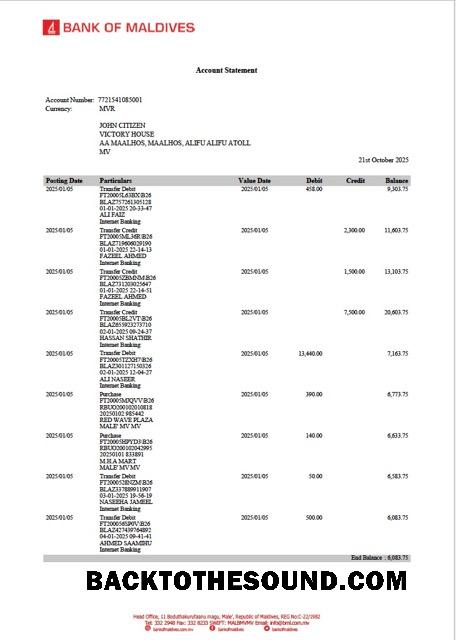 BANK OF MALDIVES
Account Statement
Account Number: 7721541085001
Currency: MVR
JOHN CITIZEN
VICTORY HOUSE
AA MAALHOS, MAALHOS, ALIFU ALIFU ATOLL
MV
21st October 2025
Posting Date Particulars Value Date Debit Credit Balance
2025/01/05 Transfer Debit 2025/01/05 458.00 9,303.75
FT20005L63BX\B26
BLAZ757261305128
01-01-2025 20-33-47
ALI FAIZ
Internet Banking
2025/01/05 Transfer Credit 2025/01/05 2,300.00 11,603.75
FT20005ML36R\B26
BLAZ719606029190
01-01-2025 22-14-13
FAZEEL AHMED
Internet Banking
2025/01/05 Transfer Credit 2025/01/05 1,500.00 13,103.75
FT20005ZBMNM\B26
BLAZ731203025647
01-01-2025 22-14-51
FAZEEL AHMED
Internet Banking
2025/01/05 Transfer Credit 2025/01/05 7,500.00 20,603.75
FT20005BL2VT\B26
BLAZ655923273710
02-01-2025 09-24-37
HASSAN SHATHIR
Internet Banking
2025/01/05 Transfer Debit 2025/01/05 13,440.00 7,163.75
FT20005TZXH7\B26
BLAZ301127150326
02-01-2025 12-04-27
ALI NASEER
Internet Banking
2025/01/05 Purchase 2025/01/05 390.00 6,773.75
FT20005MJQVV\B26
RBUO200102010818
20250102 985442
RED WAVE PLAZA
MALE' MV MV
2025/01/05 Purchase 2025/01/05 140.00 6,633.75
FT20005HPYD3\B26
RBUO200102042995
20250101 833891
M.H.A MART
MALE' MV MV
2025/01/05 Transfer Debit 2025/01/05 50.00 6,583.75
FT2000528NZM\B26
BLAZ337889911907
03-01-2025 19-56-19
NASEEHA JAMEEL
Internet Banking
2025/01/05 Transfer Debit 2025/01/05 500.00 6,083.75
FT200056SP0V\B26
BLAZ427439764892
04-01-2025 09-41-41
AHMED SAAMIHU
Internet Banking
End Balance : 6,083.75
BACKTOTHESOUND.COM
Head Office, 11 Boduthakurufaanu magu, Male', Republic of Maldives, REG No:C-22/1982
Tel: 332 2948 Fax: 332 8233 SWIFT: MALBMVMV Email: info@bml.com.mv
bankofmaldives bankofmaldives bankofmaldives